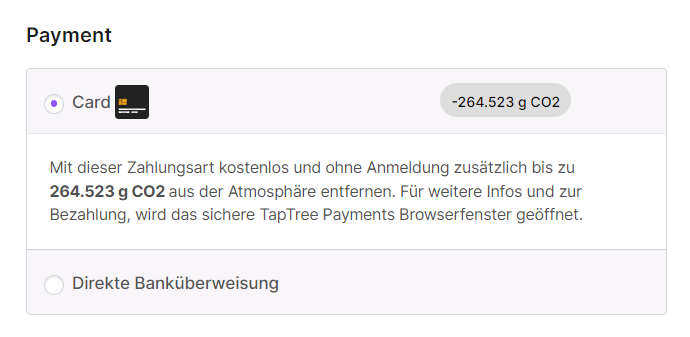 Payment
Card
-264.523 g CO2
Mit dieser Zahlungsart kostenlos und ohne Anmeldung zusätzlich bis zu
264.523 g CO2 aus der Atmosphäre entfernen. Für weitere Infos und zur
Bezahlung, wird das sichere TapTree Payments Browserfenster geöffnet.
Direkte Banküberweisung